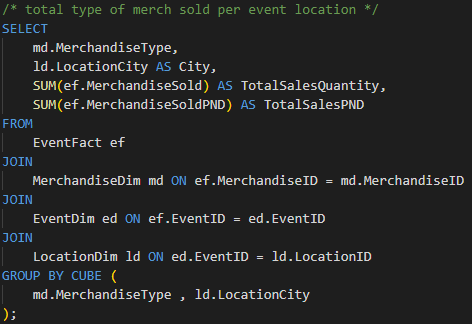 /* total type of merch sold per event location */
SELECT
md.MerchandiseType,
ld.LocationCity AS City,
SUM(ef.MerchandiseSold) AS TotalSalesQuantity,
SUM(ef.MerchandiseSoldPND) AS TotalSalesPND
FROM
EventFact ef
JOIN
MerchandiseDim md ON ef.MerchandiseID = md.MerchandiseID
JOIN
EventDim ed ON ef.EventID = ed.EventID
JOIN
LocationDim ld ON ed.EventID = ld.LocationID
GROUP BY CUBE (
md.MerchandiseType , ld.LocationCity
);